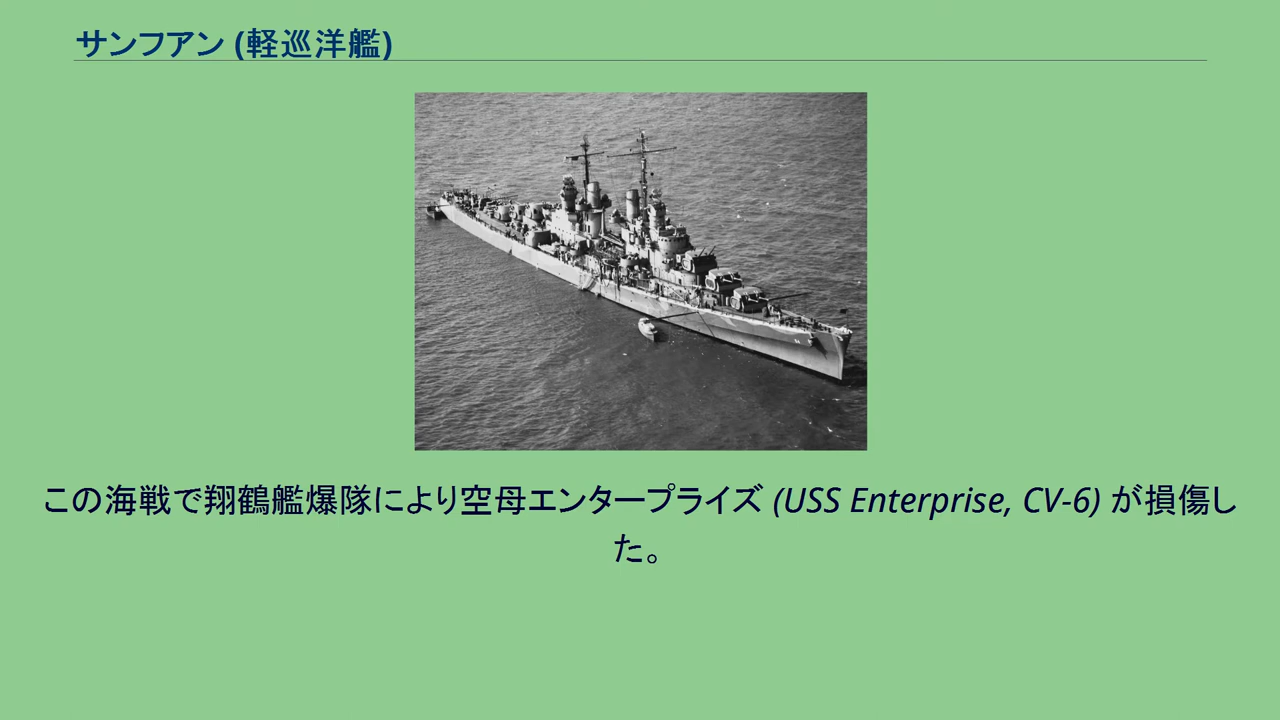 サンフアン (軽巡洋艦)
この海戦で翔鶴艦爆隊により空母エンタープライズ (USS Enterprise, CV-6) が損傷し
た。